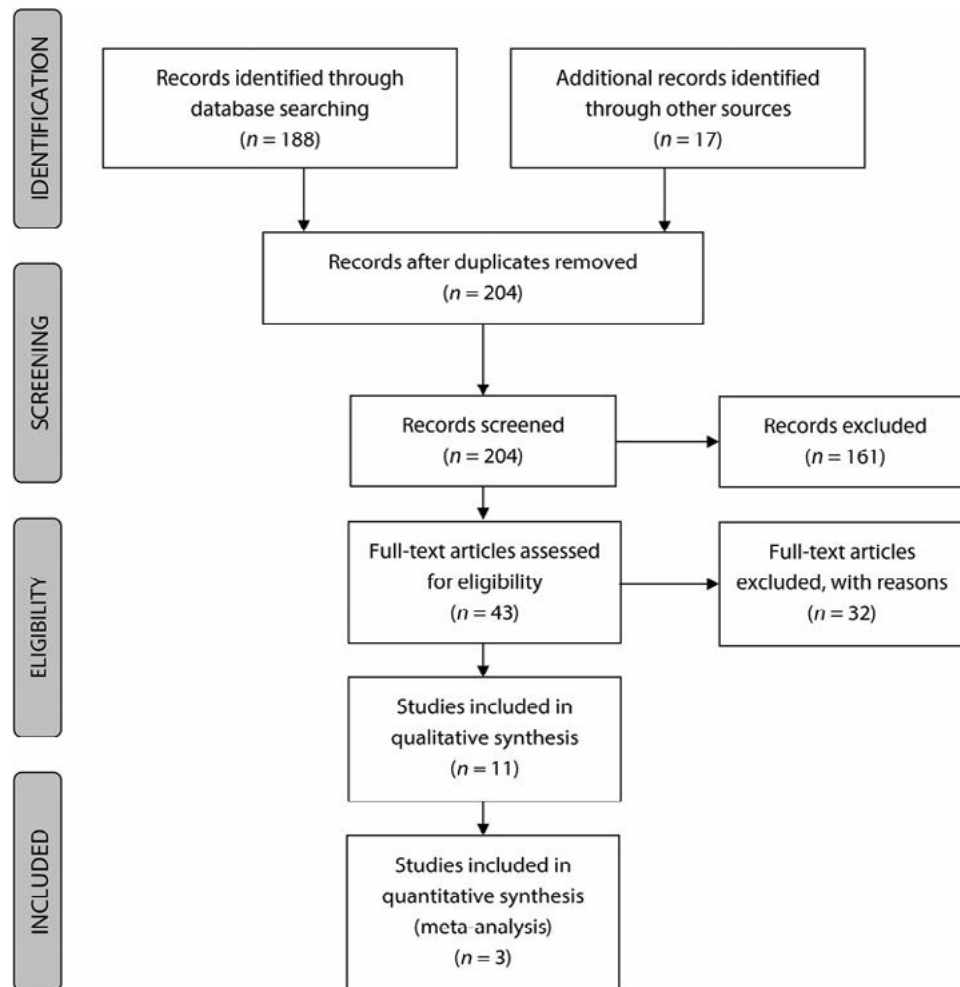 IDENTIFICATION
Records identified through
database searching
(n = 188)
Additional records identified
through other sources
(n = 17)
SCREENING
Records after duplicates removed
(n = 204)
Records screened
(n = 204)
Records excluded
(n = 161)
ELIGIBILITY
Full-text articles assessed
for eligibility
(n = 43)
Full-text articles
excluded, with reasons
(n = 32)
Studies included in
qualitative synthesis
(n = 11)
INCLUDED
Studies included in
quantitative synthesis
(meta-analysis)
(n = 3)